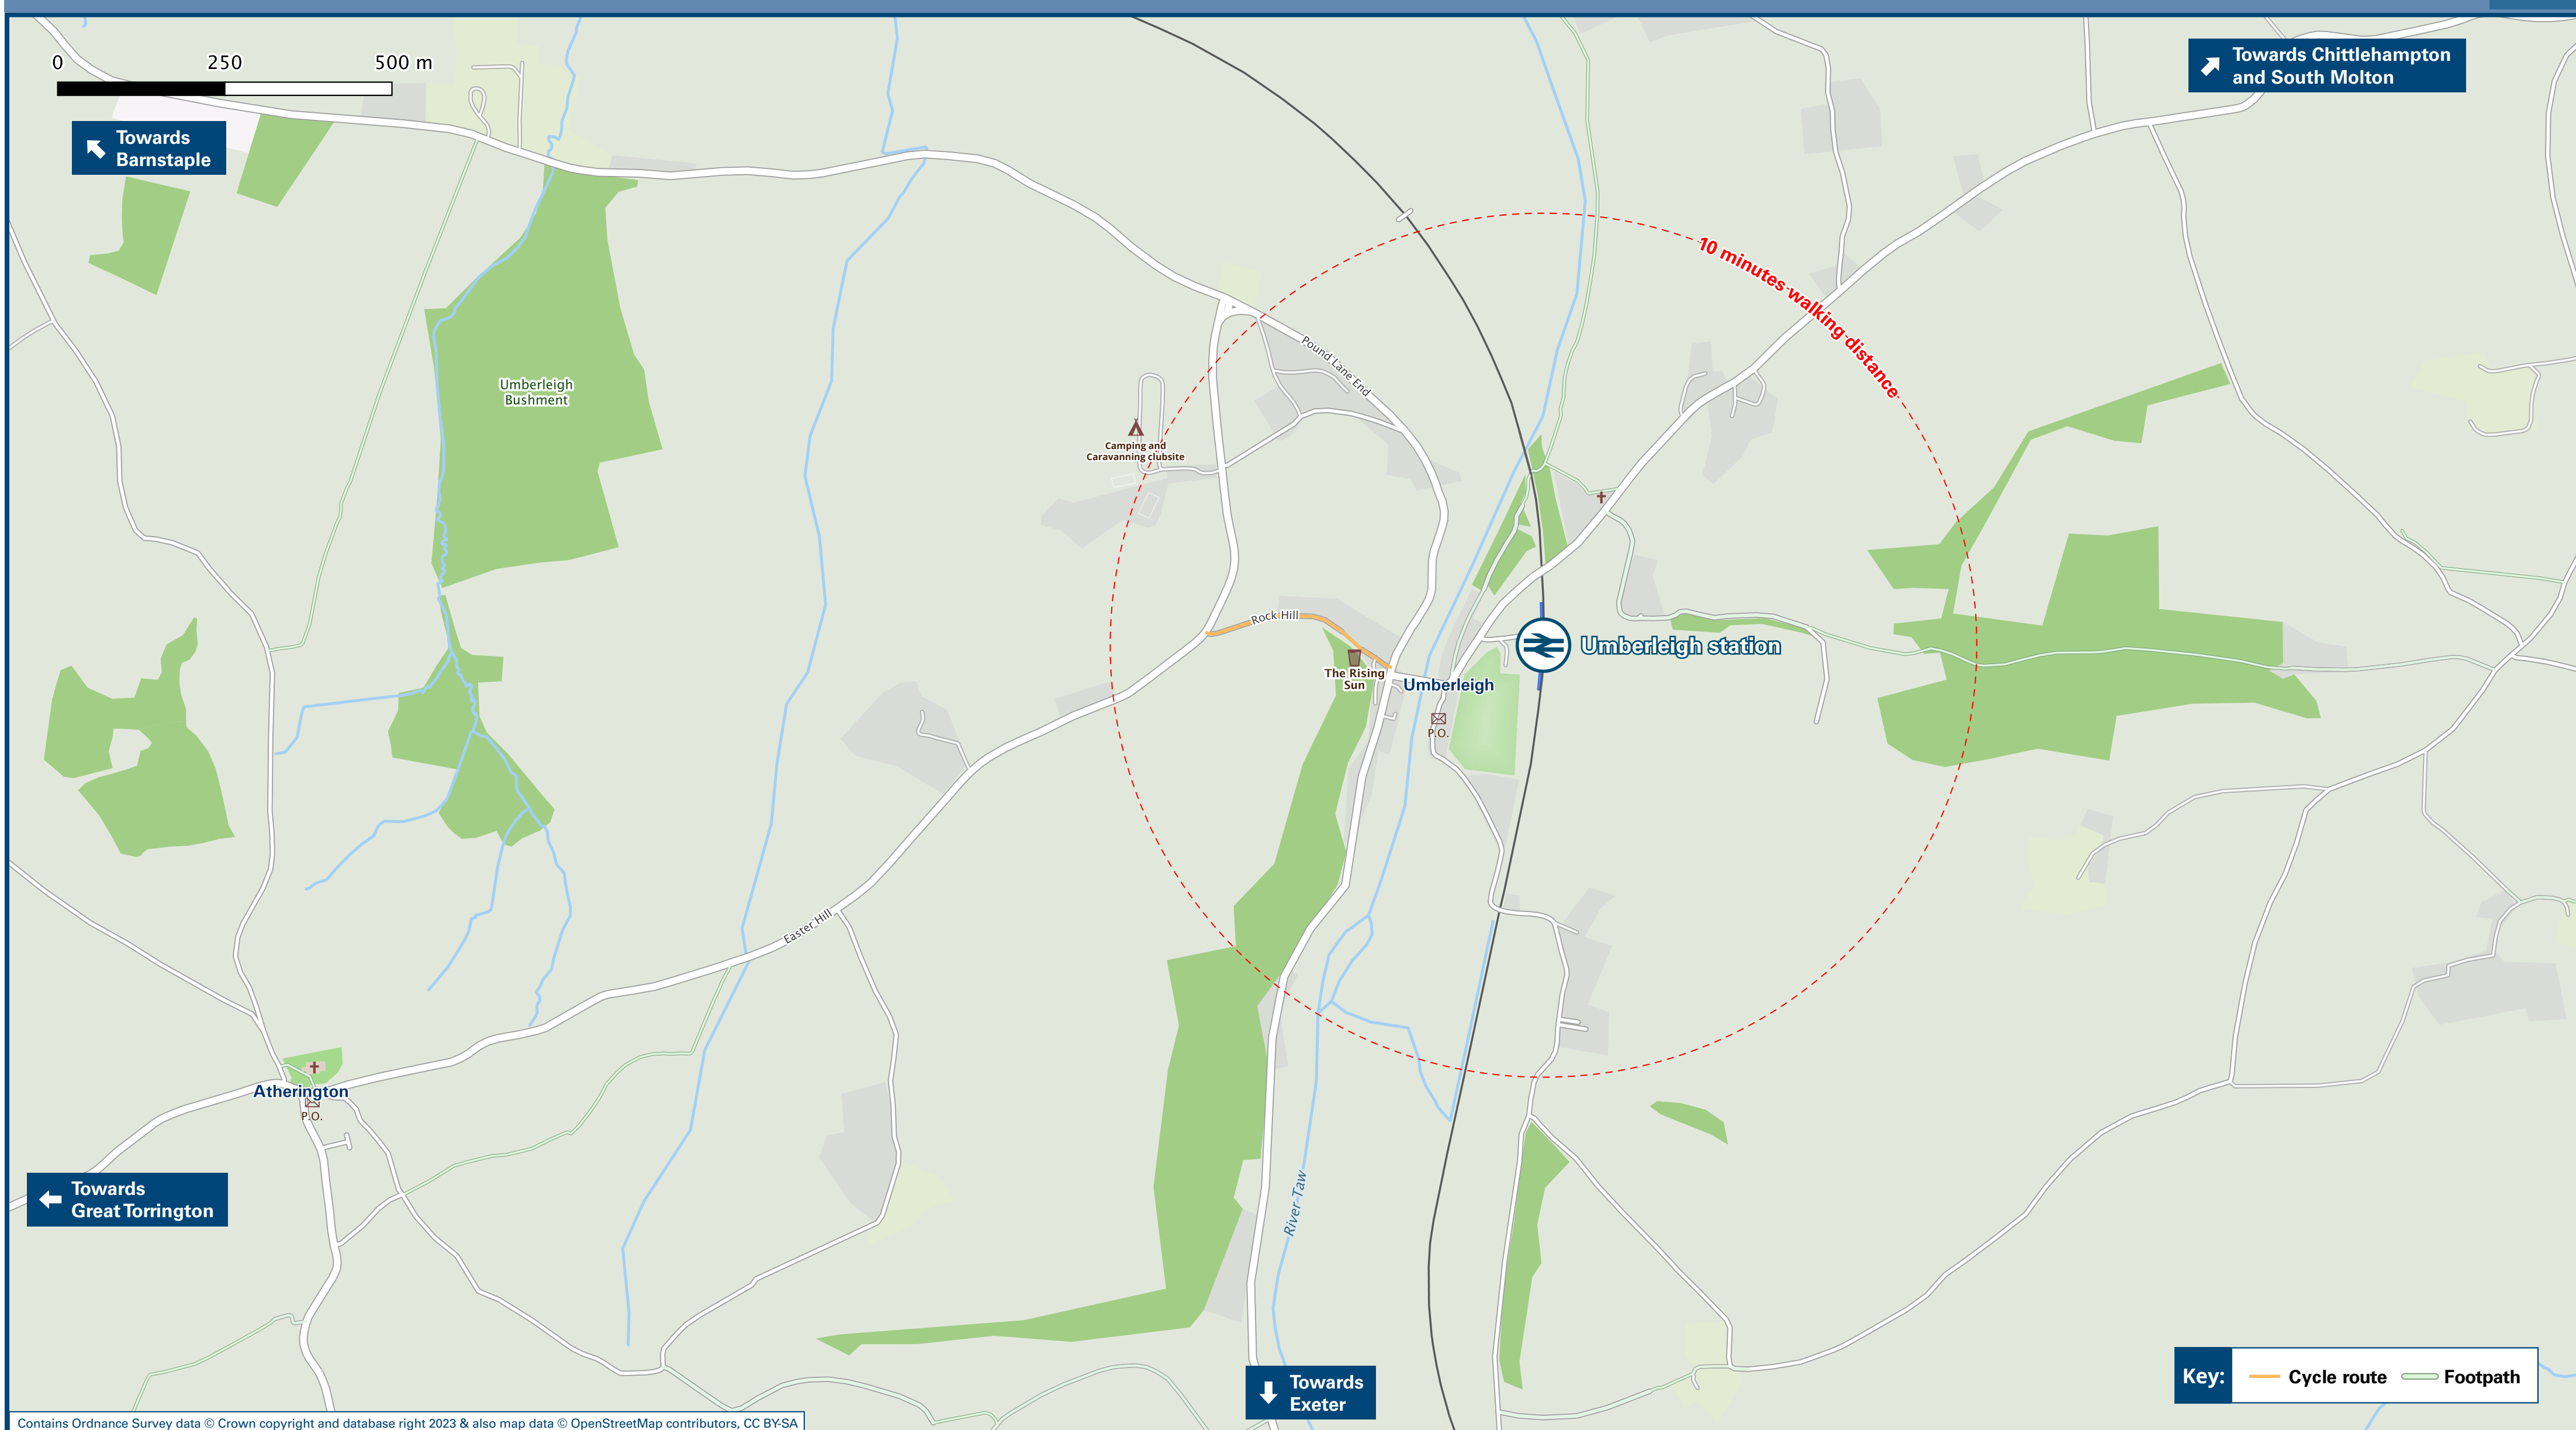 0 250 500 m
Towards
Barnstaple
Towards Chittlehampton
and South Molton
10 minutes walking distance
Pound Lane End
Umberleigh
Bushment
Camping and
Caravanning clubsite
Rock Hill
The Rising
Sun
Umberleigh
Umberleigh station
P.O.
Easter Hill
Atherington
P.O.
Towards
Great Torrington
River Taw
Towards
Exeter
Key: Cycle route Footpath
Contains Ordnance Survey data © Crown copyright and database right 2023 & also map data © OpenStreetMap contributors, CC BY-SA